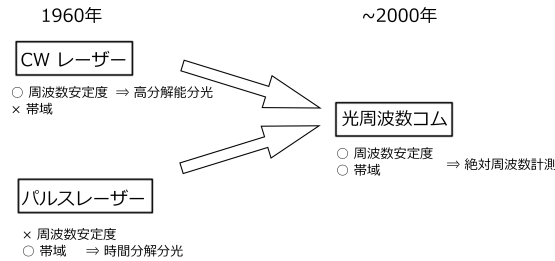 1960年
~2000年
CW レーザー
○ 周波数安定度 ⇒ 高分解能分光
× 帯域
光周波数コム
○ 周波数安定度
○ 帯域
⇒ 絶対周波数計測
パルスレーザー
× 周波数安定度
○ 帯域 ⇒ 時間分解分光